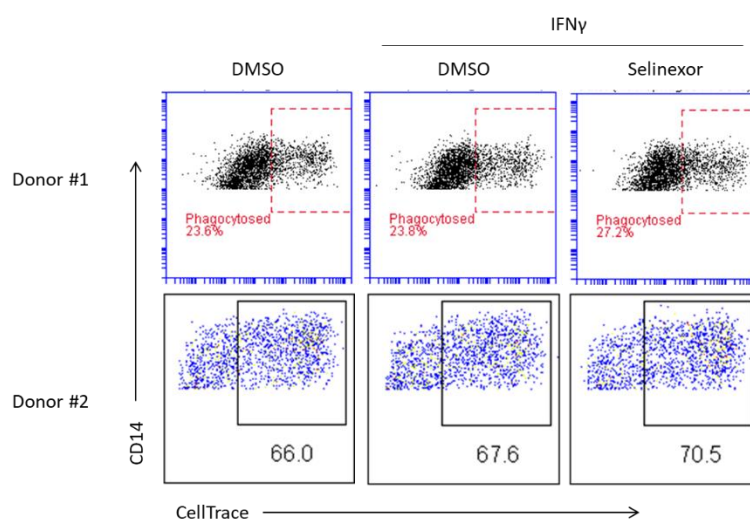 IFNγ
DMSO DMSO Selinexor
Donor #1
Phagocytosed
23.6%
Phagocytosed
23.8%
Phagocytosed
27.2%
Donor #2
CD14
66.0
67.6
70.5
CellTrace